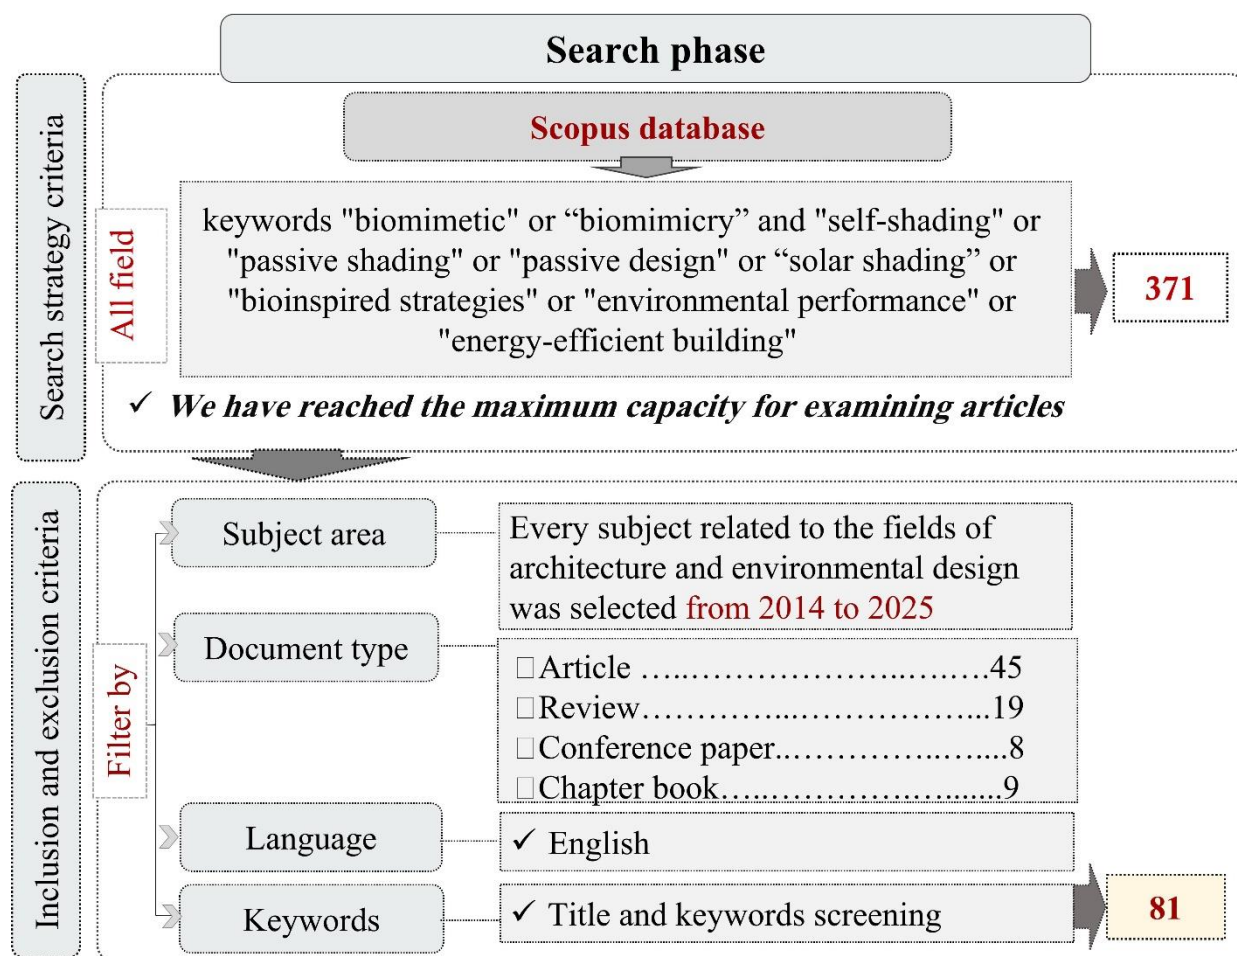 Search phase
Search strategy criteria
Scopus database
All field
keywords "biomimetic" or “biomimicry” and "self-shading" or
"passive shading" or "passive design" or “solar shading” or
"bioinspired strategies" or "environmental performance" or
"energy-efficient building"
371
✓ We have reached the maximum capacity for examining articles
Inclusion and exclusion criteria
Filter by
Subject area
Every subject related to the fields of
architecture and environmental design
was selected from 2014 to 2025
Document type
□Article …..…………………..….….45
□Review…………...……………...19
□Conference paper..………….…....8
□Chapter book…..………….….......9
Language
✓ English
Keywords
✓ Title and keywords screening
81